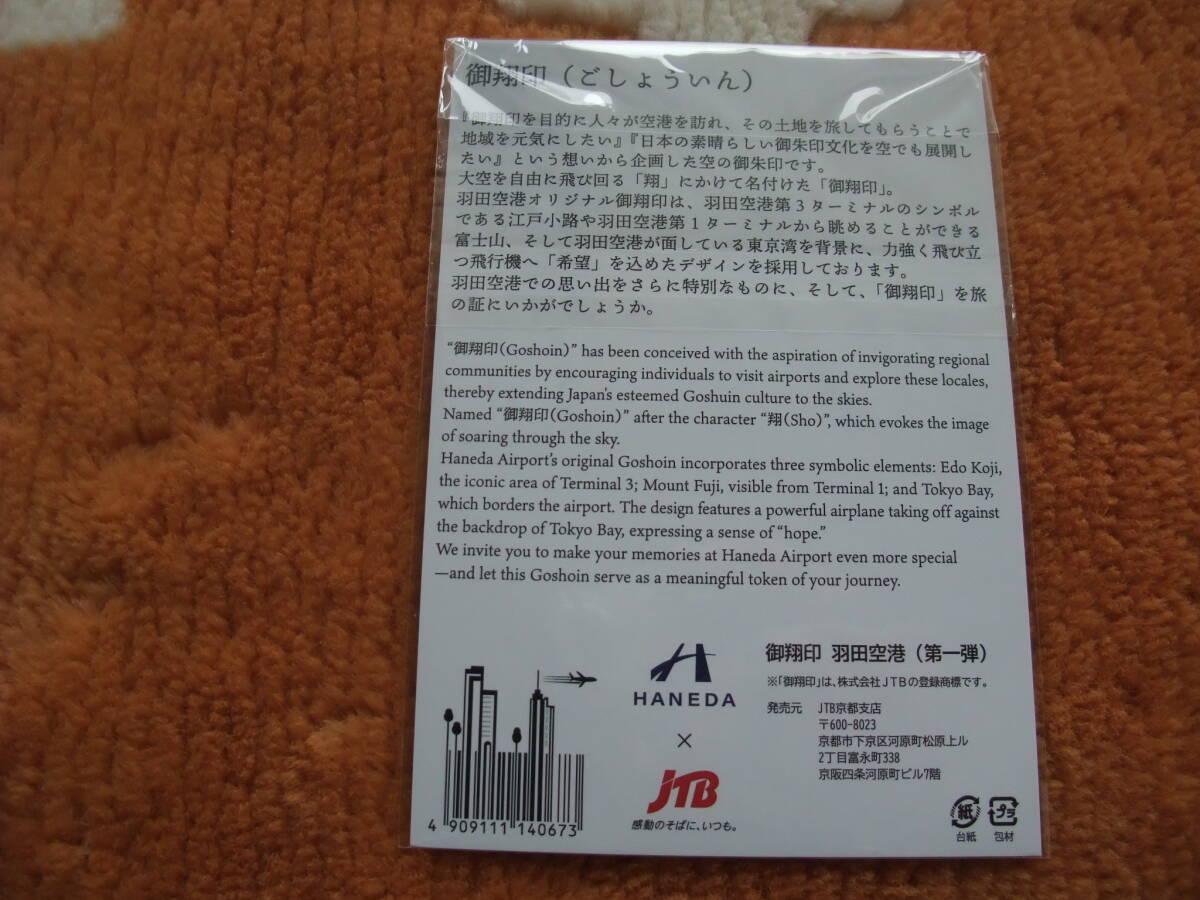 御翔印（ごしょういん）
『御翔印を目的に人々が空港を訪れ、その土地を旅してもらうことで
地域を元気にしたい』『日本の素晴らしい御朱印文化を空でも展開し
たい』という想いから企画した空の御朱印です。
大空を自由に飛び回る「翔」にかけて名付けた「御翔印」。
羽田空港オリジナル御翔印は、羽田空港第3ターミナルのシンボル
である江戸小路や羽田空港第1ターミナルから眺めることができる
富士山、そして羽田空港が面している東京湾を背景に、力強く飛び立
つ飛行機へ「希望」を込めたデザインを採用しております。
羽田空港での思い出をさらに特別なものに、そして、「御翔印」を旅
の証にいかがでしょうか。
“御翔印(Goshoin)” has been conceived with the aspiration of invigorating regional
communities by encouraging individuals to visit airports and explore these locales,
thereby extending Japan's esteemed Goshuin culture to the skies.
Named “御翔印(Goshoin)” after the character “翔(Sho)”, which evokes the image
of soaring through the sky.
Haneda Airport’s original Goshoin incorporates three symbolic elements: Edo Koji,
the iconic area of Terminal 3; Mount Fuji, visible from Terminal 1; and Tokyo Bay,
which borders the airport. The design features a powerful airplane taking off against
the backdrop of Tokyo Bay, expressing a sense of “hope.”
We invite you to make your memories at Haneda Airport even more special
—and let this Goshoin serve as a meaningful token of your journey.
HANEDA
×
JTB
感動のそばに、いつも。
御翔印 羽田空港（第一弾）
※「御翔印」は、株式会社JTBの登録商標です。
発売元 JTB京都支店
〒600-8023
京都市下京区河原町松原上ル
2丁目富永町338
京阪四条河原町ビル7階
4 909111 140673
紙
台紙
プラ
包材